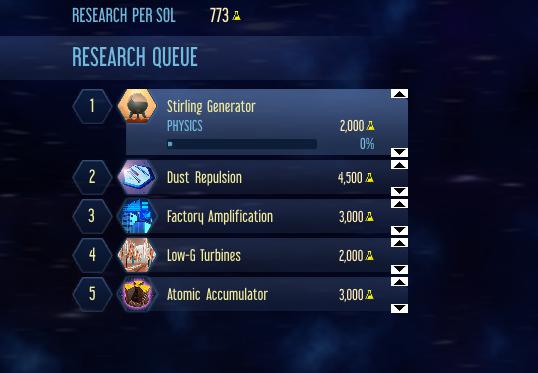 RESEARCH PER SOL 773
RESEARCH QUEUE
1 Stirling Generator
PHYSICS 2,000
0%
2 Dust Repulsion 4,500
3 Factory Amplification 3,000
4 Low-G Turbines 2,000
5 Atomic Accumulator 3,000